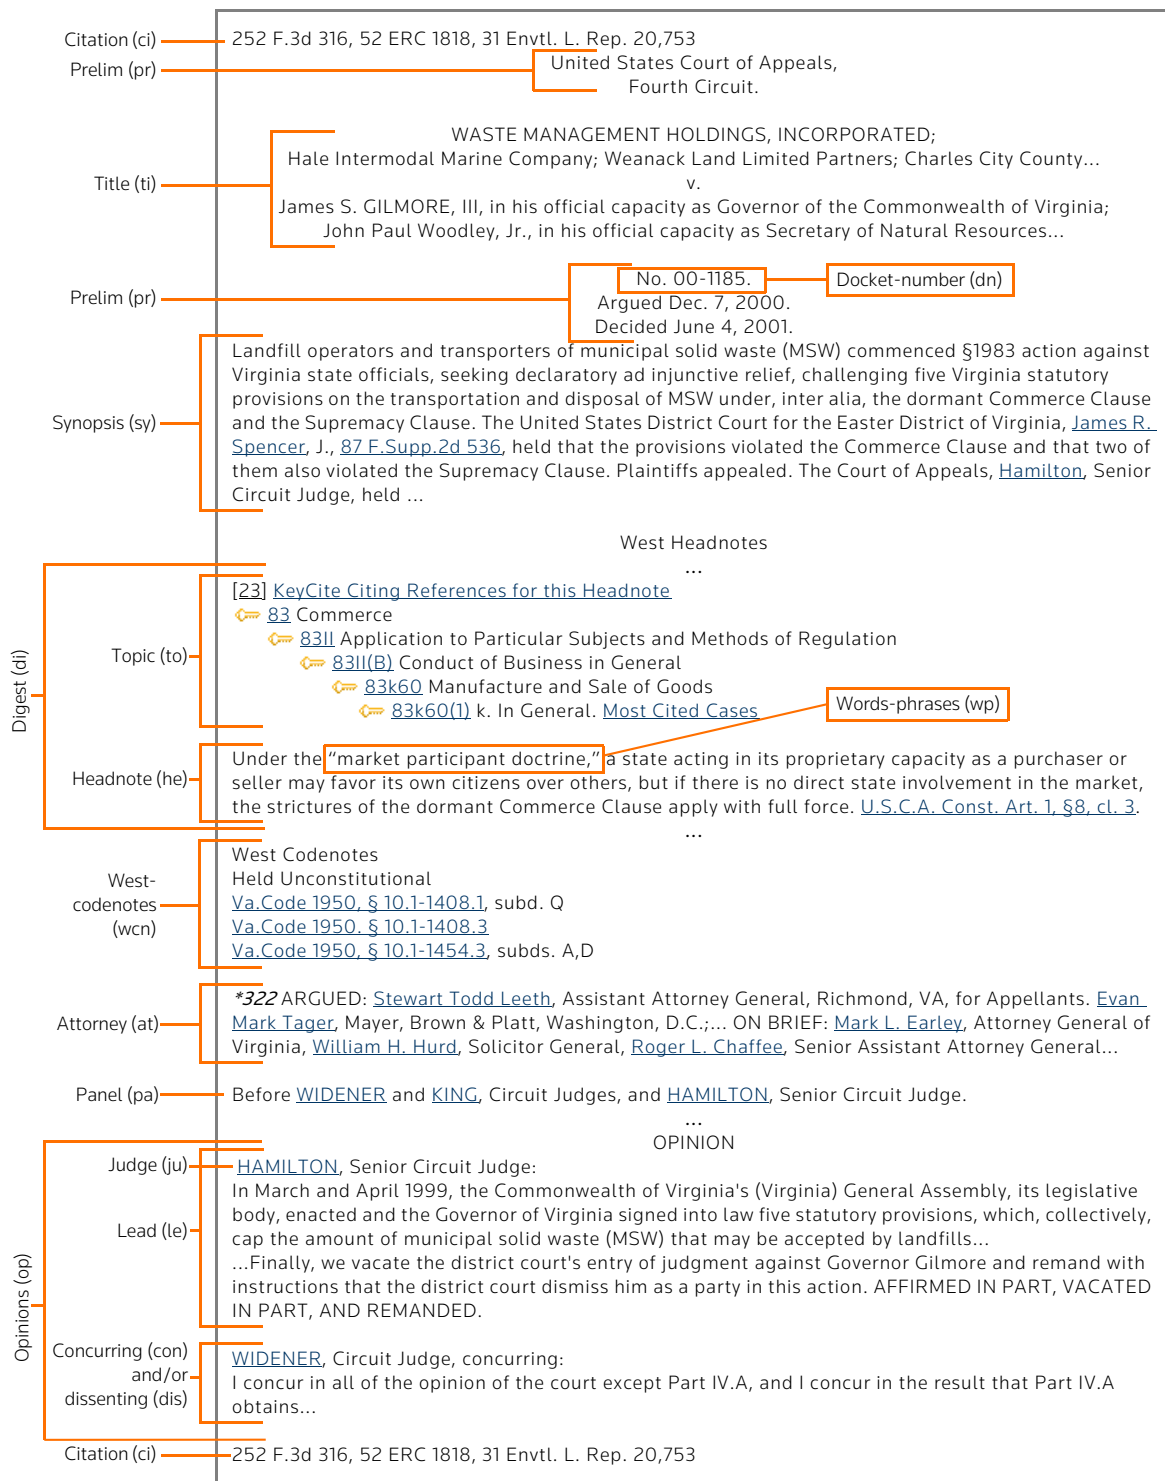 Citation (ci) 252 F.3d 316, 52 ERC 1818, 31 Envtl. L. Rep. 20,753
Prelim (pr) United States Court of Appeals,
Fourth Circuit.
WASTE MANAGEMENT HOLDINGS, INCORPORATED;
Hale Intermodal Marine Company; Weanack Land Limited Partners; Charles City County...
Title (ti) v.
James S. GILMORE, III, in his official capacity as Governor of the Commonwealth of Virginia;
John Paul Woodley, Jr., in his official capacity as Secretary of Natural Resources...
No. 00-1185. Docket-number (dn)
Prelim (pr) Argued Dec. 7, 2000.
Decided June 4, 2001.
Landfill operators and transporters of municipal solid waste (MSW) commenced §1983 action against
Virginia state officials, seeking declaratory ad injunctive relief, challenging five Virginia statutory
provisions on the transportation and disposal of MSW under, inter alia, the dormant Commerce Clause
Synopsis (sy) and the Supremacy Clause. The United States District Court for the Easter District of Virginia, James R.
Spencer, J., 87 F.Supp.2d 536, held that the provisions violated the Commerce Clause and that two of
them also violated the Supremacy Clause. Plaintiffs appealed. The Court of Appeals, Hamilton, Senior
Circuit Judge, held ...
West Headnotes
...
Digest (di)
[23] KeyCite Citing References for this Headnote
83 Commerce
83II Application to Particular Subjects and Methods of Regulation
Topic (to) 83II(B) Conduct of Business in General
83k60 Manufacture and Sale of Goods
83k60(1) k. In General. Most Cited Cases
Words-phrases (wp)
Under the "market participant doctrine," a state acting in its proprietary capacity as a purchaser or
Headnote (he) seller may favor its own citizens over others, but if there is no direct state involvement in the market,
the strictures of the dormant Commerce Clause apply with full force. U.S.C.A. Const. Art. 1, §8, cl. 3.
...
West Codenotes
West- Held Unconstitutional
codenotes Va.Code 1950, § 10.1-1408.1, subd. Q
(wcn) Va.Code 1950. § 10.1-1408.3
Va.Code 1950, § 10.1-1454.3, subds. A,D
*322 ARGUED: Stewart Todd Leeth, Assistant Attorney General, Richmond, VA, for Appellants. Evan
Attorney (at) Mark Tager, Mayer, Brown & Platt, Washington, D.C.;... ON BRIEF: Mark L. Earley, Attorney General of
Virginia, William H. Hurd, Solicitor General, Roger L. Chaffee, Senior Assistant Attorney General...
Panel (pa) Before WIDENER and KING, Circuit Judges, and HAMILTON, Senior Circuit Judge.
...
OPINION
Opinions (op)
Judge (ju) HAMILTON, Senior Circuit Judge:
In March and April 1999, the Commonwealth of Virginia's (Virginia) General Assembly, its legislative
body, enacted and the Governor of Virginia signed into law five statutory provisions, which, collectively,
Lead (le) cap the amount of municipal solid waste (MSW) that may be accepted by landfills...
...Finally, we vacate the district court's entry of judgment against Governor Gilmore and remand with
instructions that the district court dismiss him as a party in this action. AFFIRMED IN PART, VACATED
IN PART, AND REMANDED.
Concurring (con) WIDENER, Circuit Judge, concurring:
and/or I concur in all of the opinion of the court except Part IV.A, and I concur in the result that Part IV.A
dissenting (dis) obtains...
Citation (ci) 252 F.3d 316, 52 ERC 1818, 31 Envtl. L. Rep. 20,753